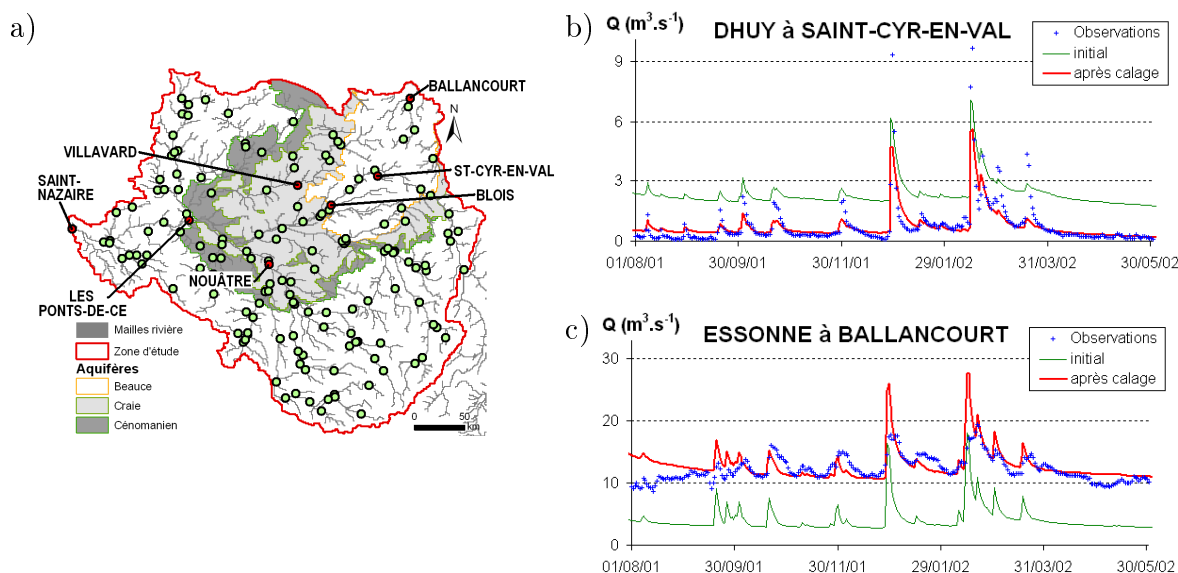 a)
BALLANCOURT
N
VILLAVARD
SAINT-
NAZAIRE
ST-CYR-EN-VAL
BLOIS
NOUÂTRE
LES
PONTS-DE-CE
Mailles rivière
Zone d'étude
Aquifères
Beauce
Craie
Cénomanien
0 50
km
b)
Q (m³.s⁻¹)
DHUY à SAINT-CYR-EN-VAL
Observations
initial
après calage
9
6
3
0
01/08/01 30/09/01 30/11/01 29/01/02 31/03/02 30/05/02
c)
Q (m³.s⁻¹)
ESSONNE à BALLANCOURT
Observations
initial
après calage
30
20
10
0
01/08/01 30/09/01 30/11/01 29/01/02 31/03/02 30/05/02